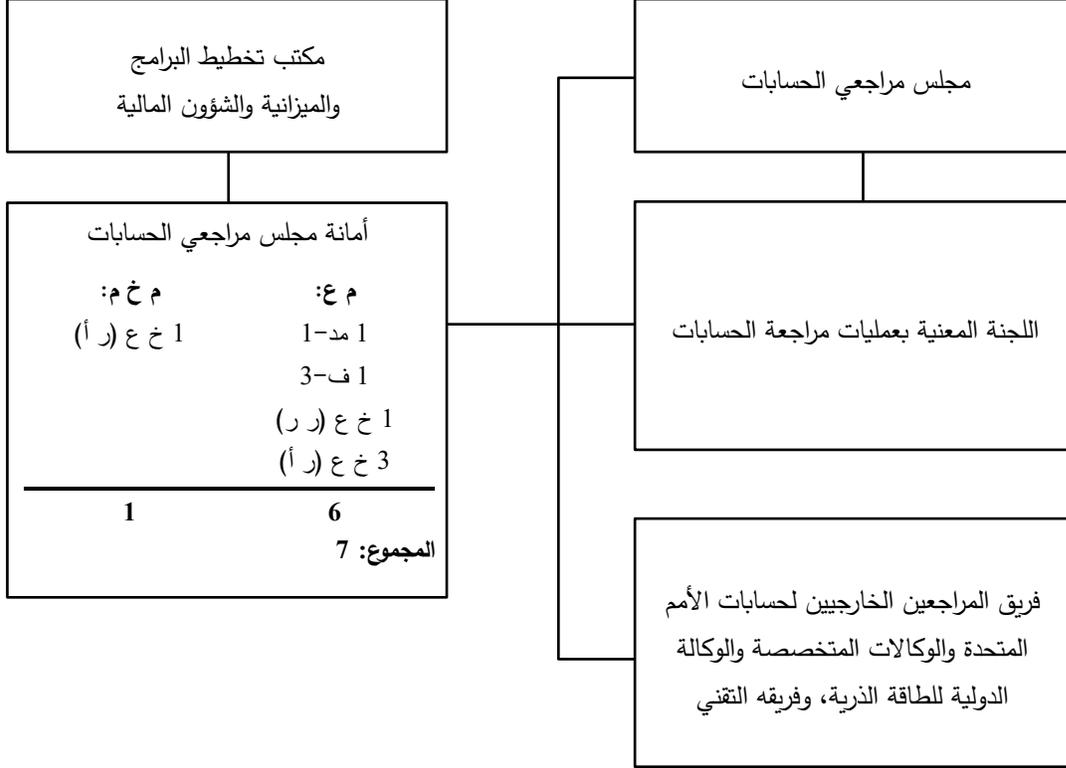 مجلس مراجعي الحسابات
اللجنة المعنية بعمليات مراجعة الحسابات
فريق المراجعين الخارجيين لحسابات الأمم
المتحدة والوكالات المتخصصة والوكالة
الدولية للطاقة الذرية، وفريقه التقني
مكتب تخطيط البرامج
والميزانية والشؤون المالية
أمانة مجلس مراجعي الحسابات
م ع: م خ م:
1 مد-1 1 خ ع (ر أ)
1 ف-3
1 خ ع (ر ر)
3 خ ع (ر أ)
6 1
المجموع: 7